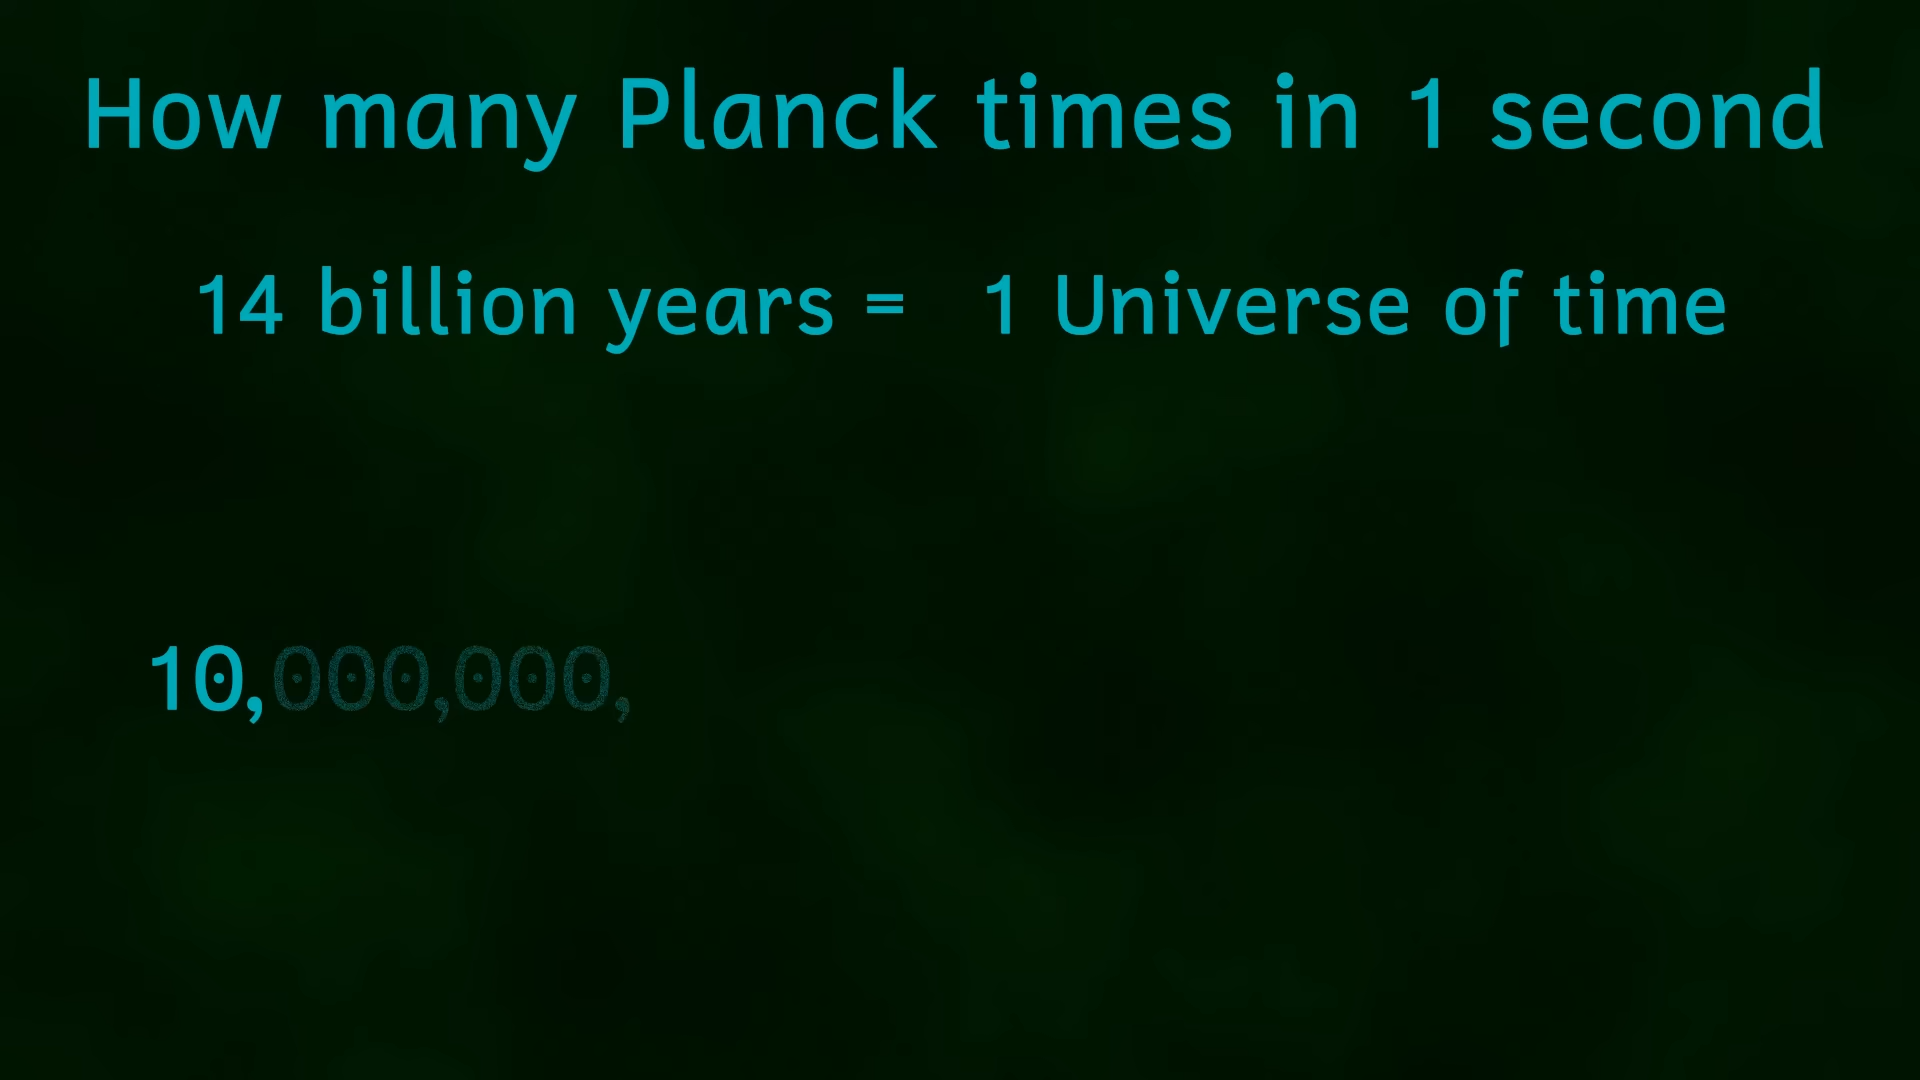 How many Planck times in 1 second
14 billion years = 1 Universe of time
10,000,000,